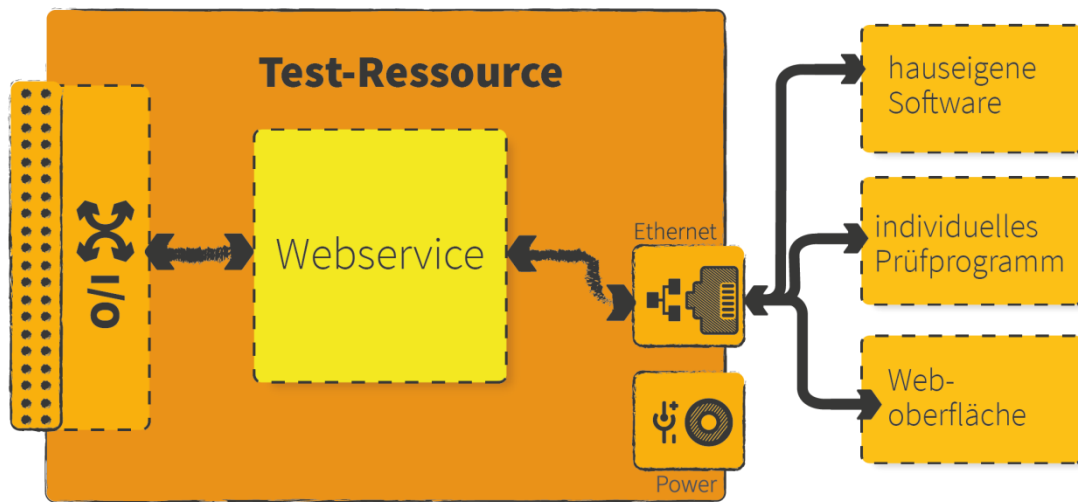 Test-Ressource
I/O
Webservice
Ethernet
Power
hauseigene
Software
individuelles
Prüfprogramm
Web-
oberfläche